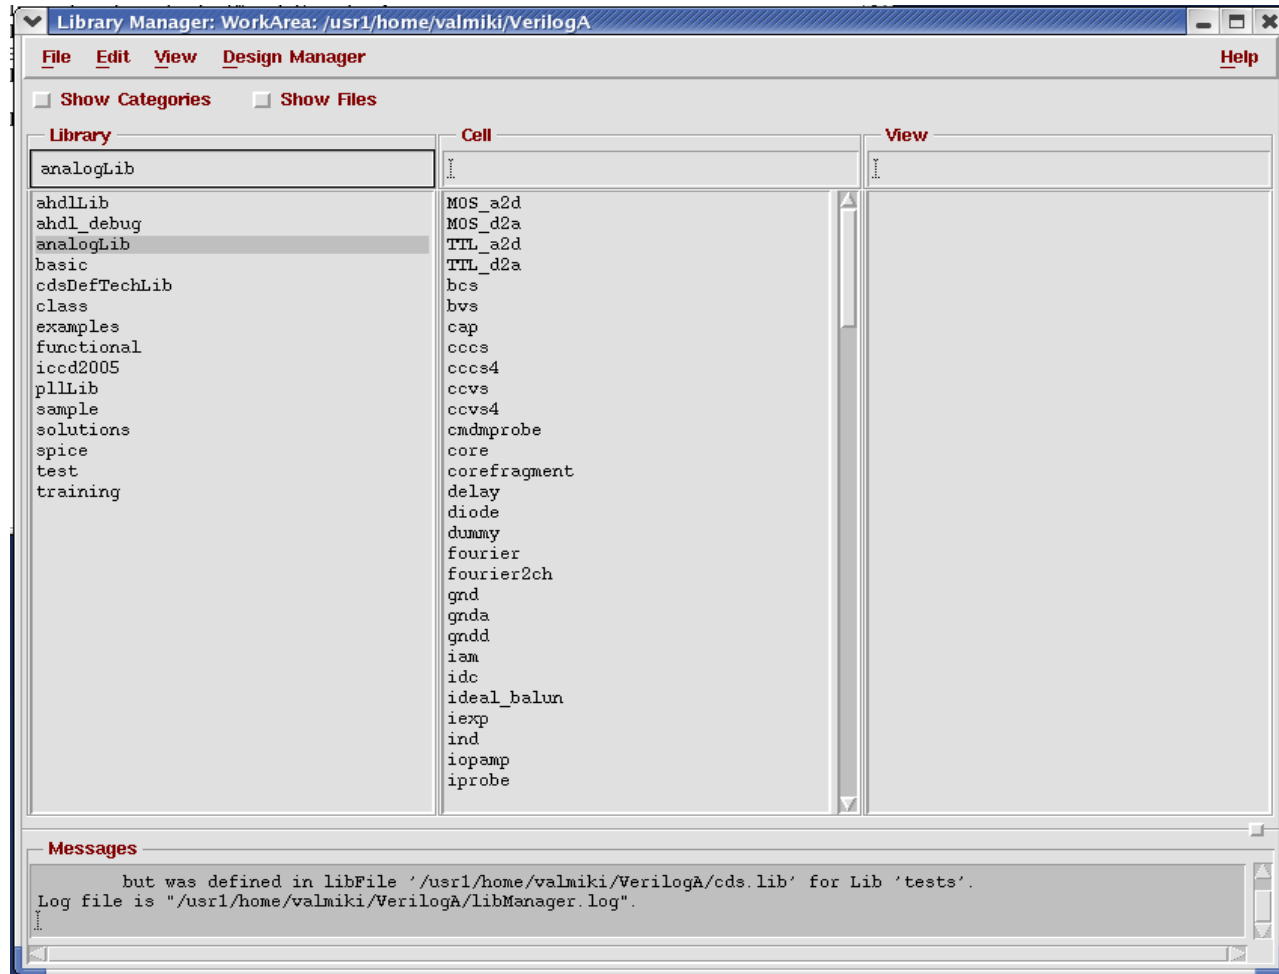 Library Manager: WorkArea: /usr1/home/valmiki/VerilogA
File Edit View Design Manager Help
Show Categories Show Files
Library Cell View
analogLib
ahdlLib
ahdl_debug
analogLib
basic
cdsDefTechLib
class
examples
functional
iccd2005
pllLib
sample
solutions
spice
test
training
MOS_a2d
MOS_d2a
TTL_a2d
TTL_d2a
bcs
bvs
cap
cccs
cccs4
ccvs
ccvs4
cmdmprobe
core
corefragment
delay
diode
dummy
fourier
fourier2ch
gnd
gnda
gndd
iam
idc
ideal_balun
iexp
ind
iopamp
iprobe
Messages
but was defined in libFile '/usr1/home/valmiki/VerilogA/cds.lib' for Lib 'tests'.
Log file is "/usr1/home/valmiki/VerilogA/libManager.log".